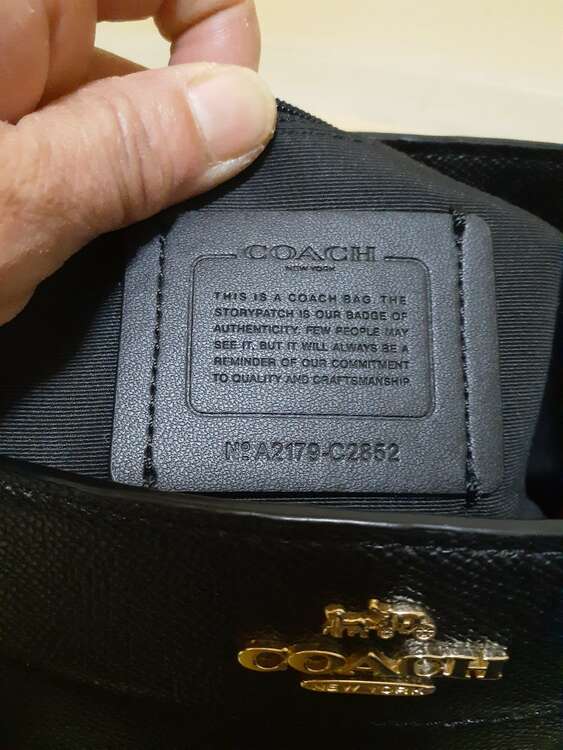 COACH
NEW YORK
THIS IS A COACH BAG. THE
STORYPATCH IS OUR BADGE OF
AUTHENTICITY. FEW PEOPLE MAY
SEE IT, BUT IT WILL ALWAYS BE A
REMINDER OF OUR COMMITMENT
TO QUALITY AND CRAFTSMANSHIP
Nº A2179-C2852
COACH
NEW YORK